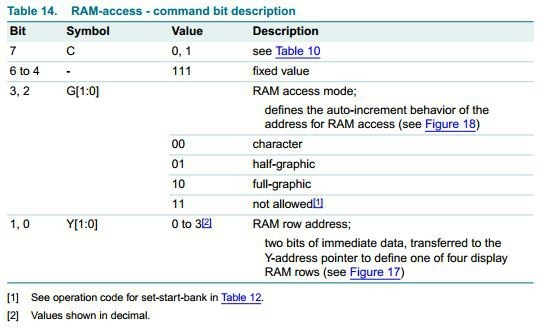 Table 14. RAM-access - command bit description
Bit Symbol Value Description
7 C 0, 1 see Table 10
6 to 4 - 111 fixed value
3, 2 G[1:0] RAM access mode;
defines the auto-increment behavior of the
address for RAM access (see Figure 18)
00 character
01 half-graphic
10 full-graphic
11 not allowed[1]
1, 0 Y[1:0] 0 to 3[2] RAM row address;
two bits of immediate data, transferred to the
Y-address pointer to define one of four display
RAM rows (see Figure 17)
[1] See operation code for set-start-bank in Table 12.
[2] Values shown in decimal.